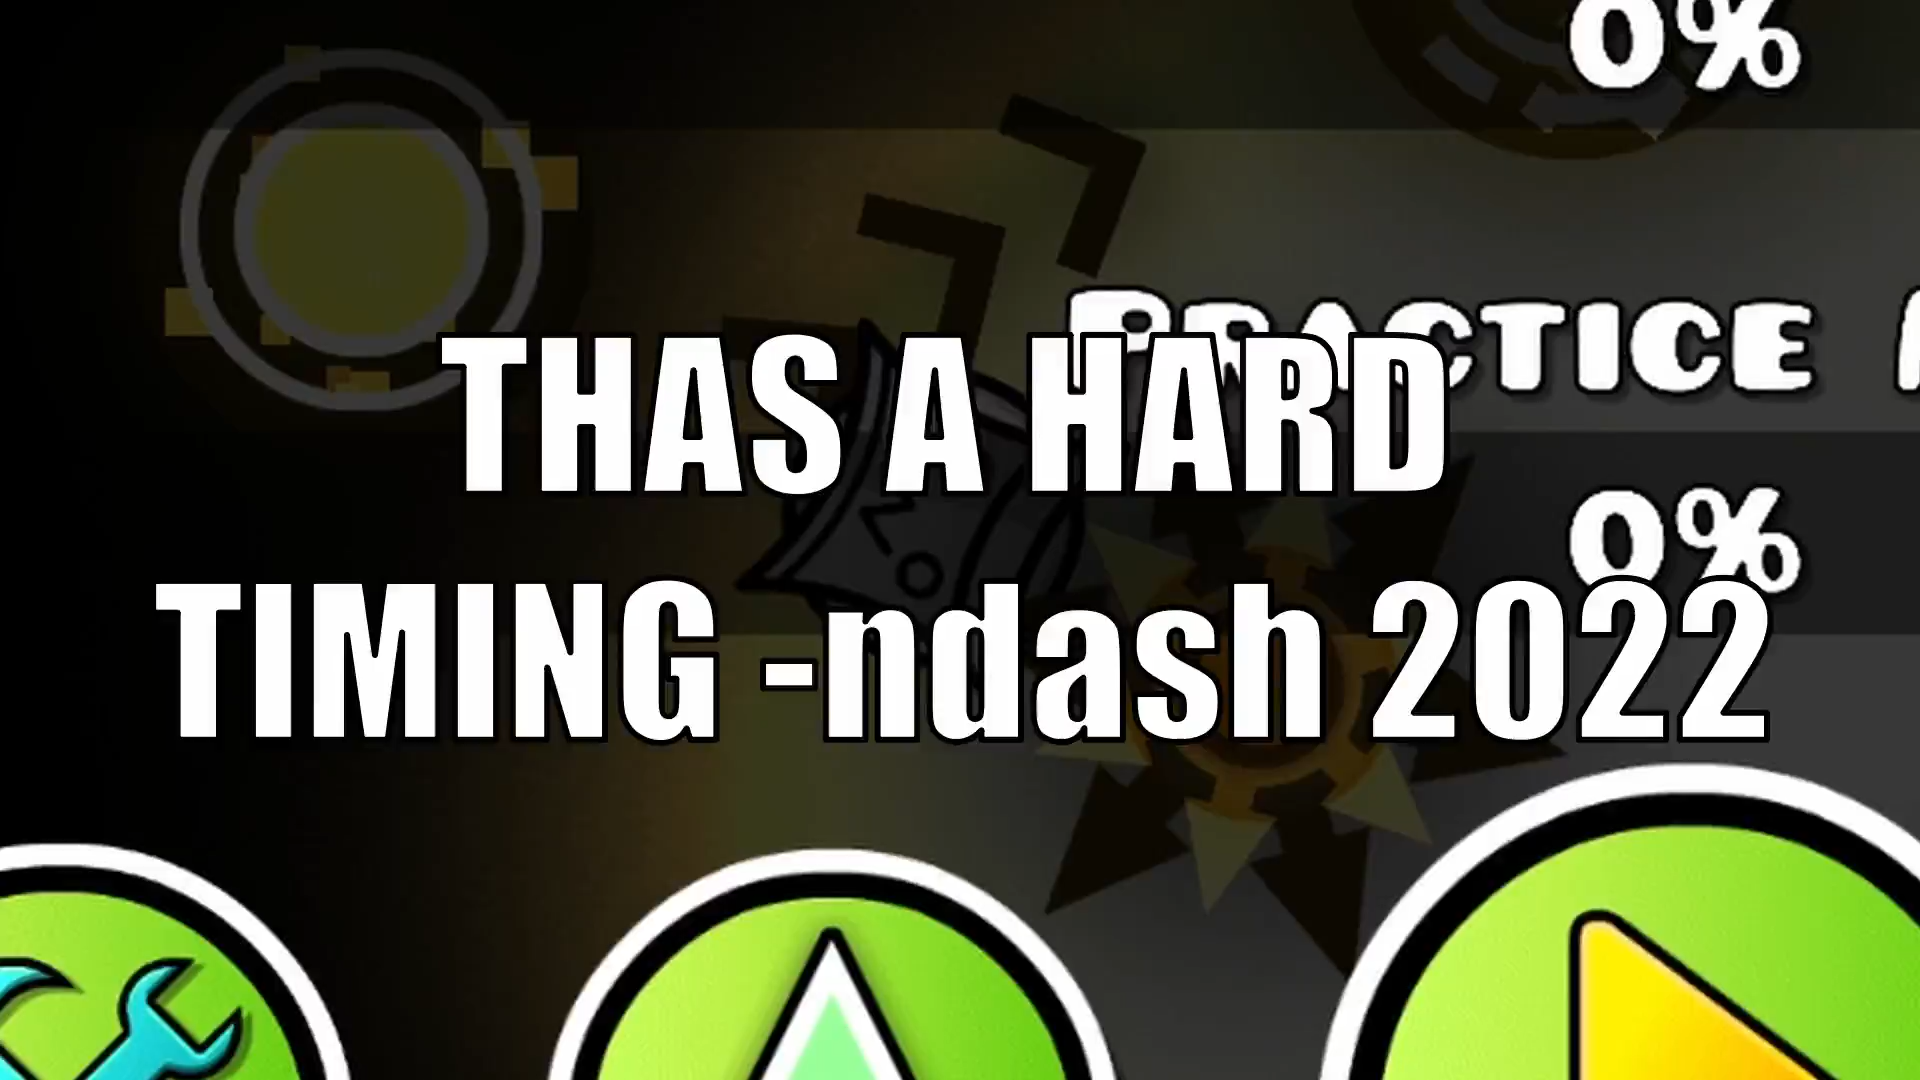 0%
PRACTICE
THAS A HARD
0%
TIMING -ndash 2022